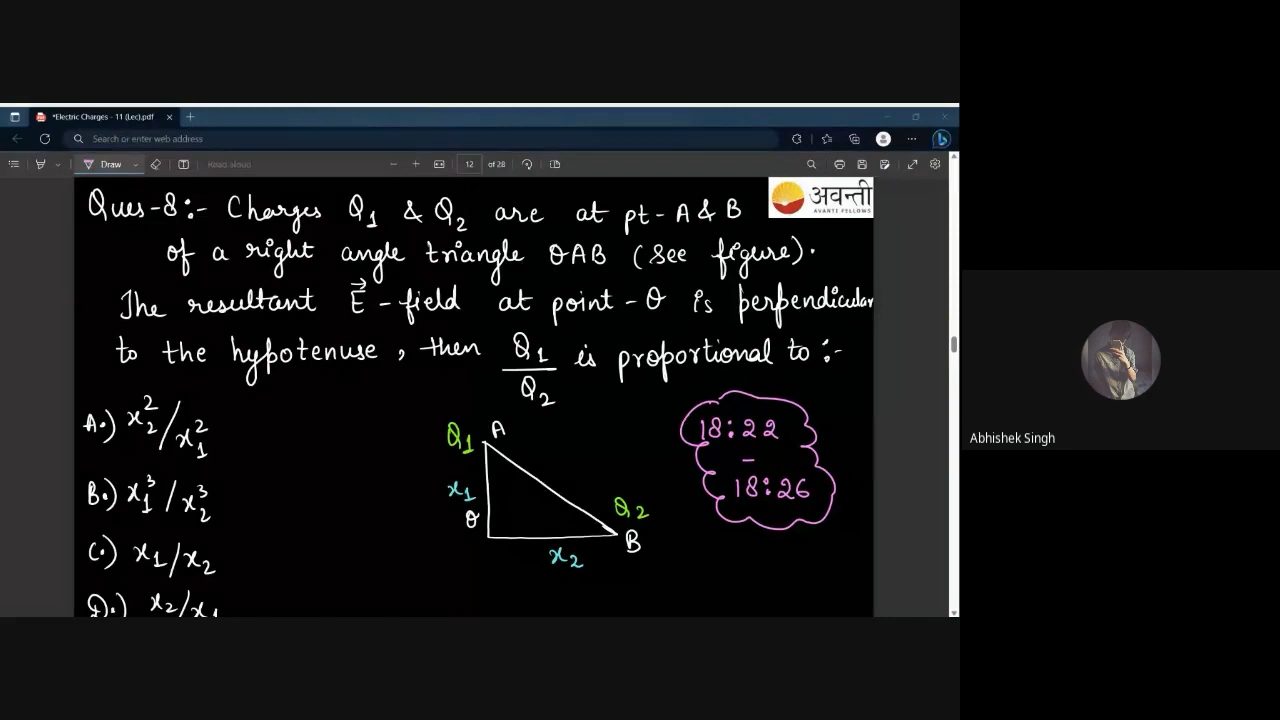 *Electric Charges - 11 (Lec).pdf
Search or enter web address
Draw
Read aloud
12 of 28
Ques-8:- Charges Q1 & Q2 are at pt-A & B
of a right angle triangle OAB (See figure).
The resultant E⃗ -field at point-O is perpendicular
to the hypotenuse, then Q1/Q2 is proportional to :-
अवन्ती
AVANTI FELLOWS
A.) x2²/x1²
B.) x1³/x2³
C.) x1/x2
D.) x2/x1
Q1 A
x1
O
Q2
B
x2
18:22
-
18:26
Abhishek Singh